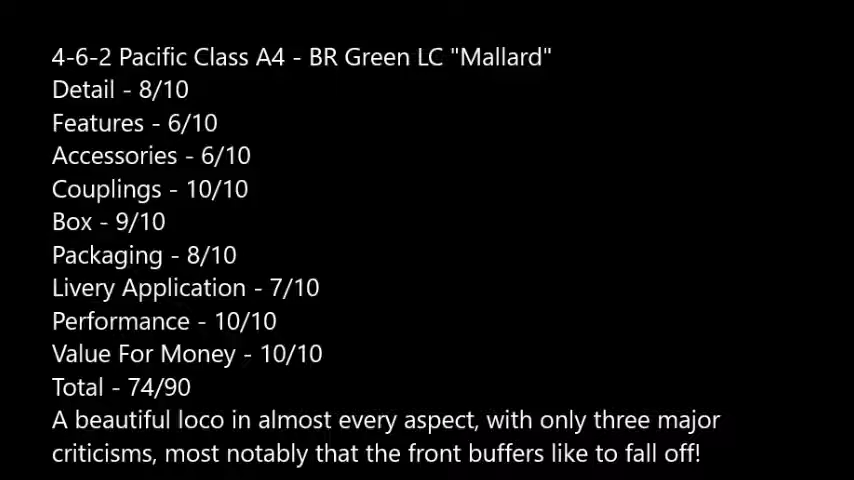 4-6-2 Pacific Class A4 - BR Green LC "Mallard"
Detail - 8/10
Features - 6/10
Accessories - 6/10
Couplings - 10/10
Box - 9/10
Packaging - 8/10
Livery Application - 7/10
Performance - 10/10
Value For Money - 10/10
Total - 74/90
A beautiful loco in almost every aspect, with only three major
criticisms, most notably that the front buffers like to fall off!